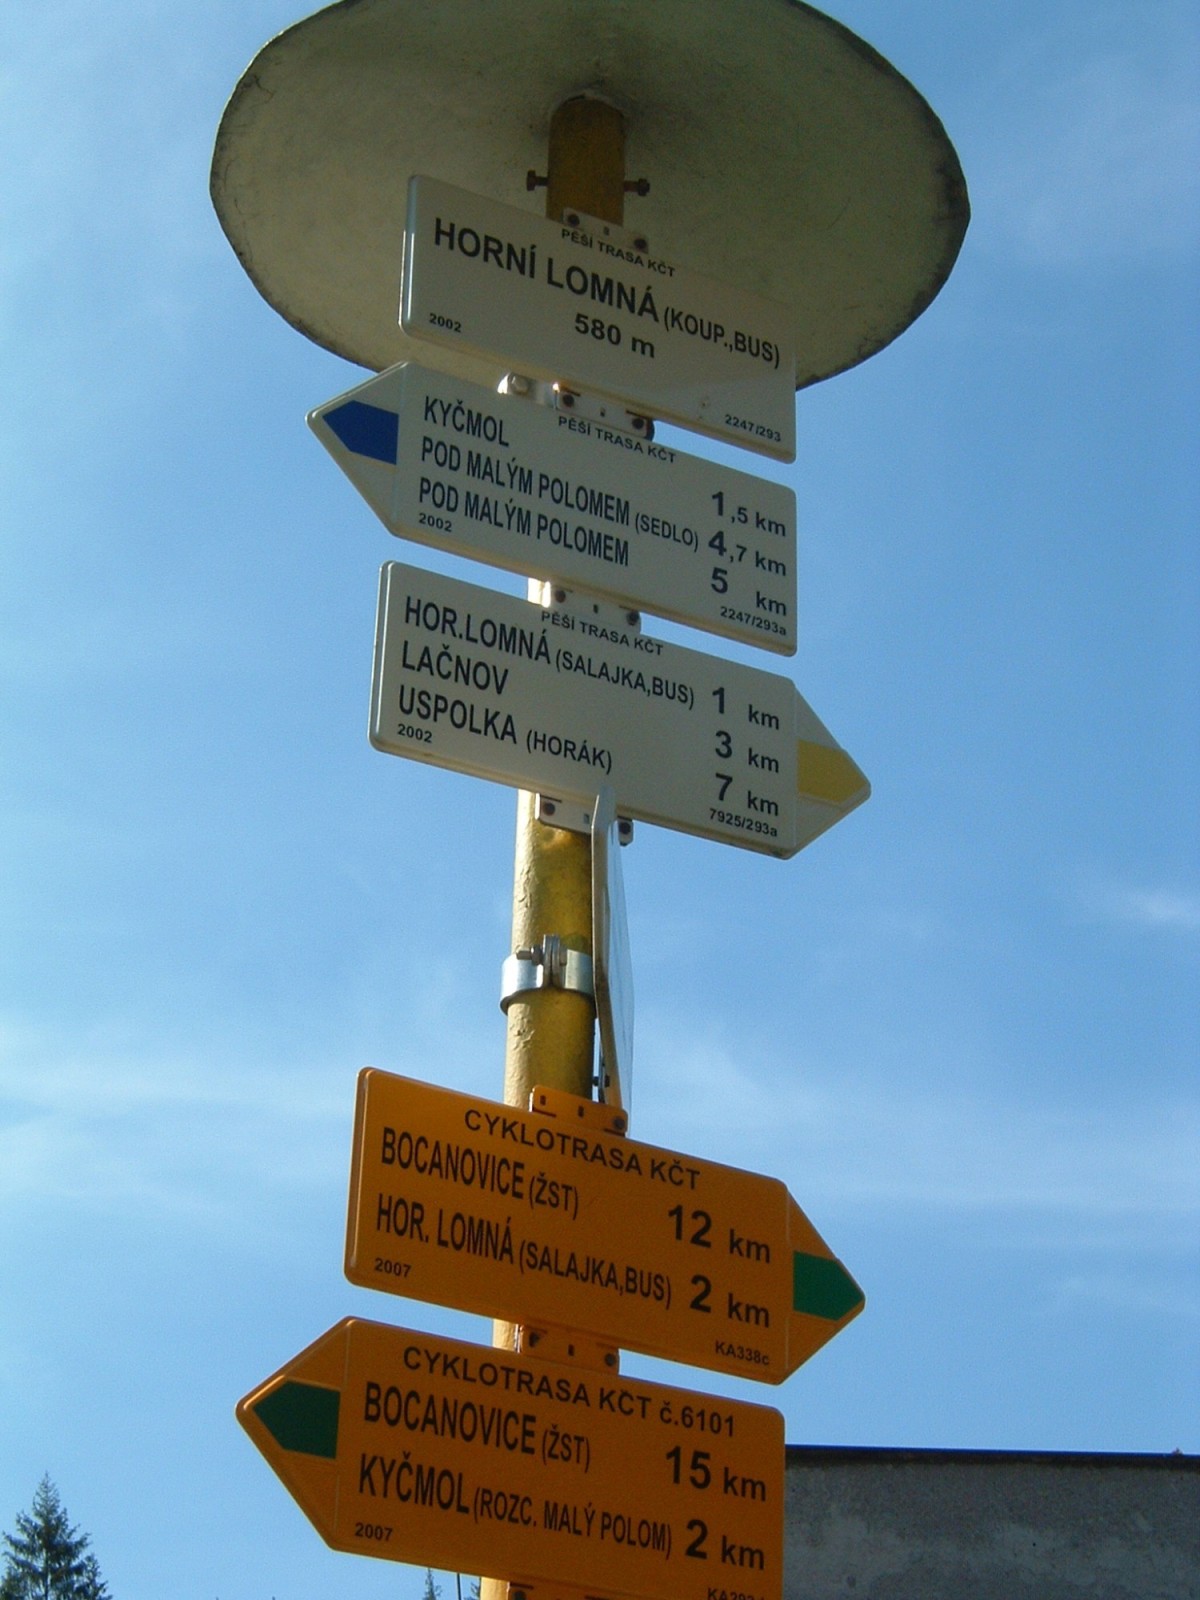 PĚŠÍ TRASA KČT
HORNÍ LOMNÁ (KOUP.,BUS)
580 m
2002 2247/293
PĚŠÍ TRASA KČT
KYČMOL 1,5 km
POD MALÝM POLOMEM (SEDLO) 4,7 km
POD MALÝM POLOMEM 5 km
2002 2247/293a
PĚŠÍ TRASA KČT
HOR.LOMNÁ (SALAJKA,BUS) 1 km
LAČNOV 3 km
USPOLKA (HORÁK) 7 km
2002 7925/293a
CYKLOTRASA KČT
BOCANOVICE (ŽST) 12 km
HOR. LOMNÁ (SALAJKA,BUS) 2 km
2007 KA338c
CYKLOTRASA KČT č.6101
BOCANOVICE (ŽST) 15 km
KYČMOL (ROZC. MALÝ POLOM) 2 km
2007